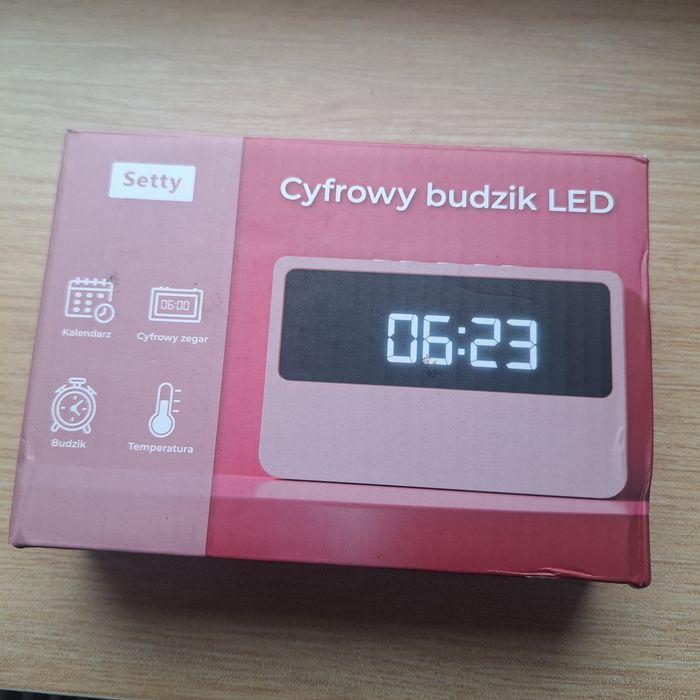 Setty
Cyfrowy budzik LED
Kalendarz
06:00
Cyfrowy zegar
06:23
Budzik
Temperatura